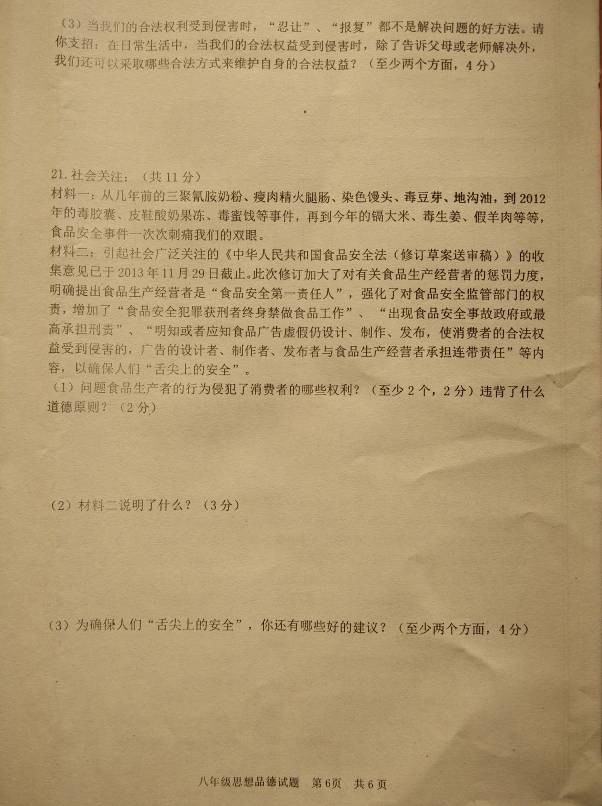 （3）当我们的合法权利受到侵害时，“忍让”、“报复”都不是解决问题的好方法。请
你支招：在日常生活中，当我们的合法权益受到侵害时，除了告诉父母或老师解决外，
我们还可以采取哪些合法方式来维护自身的合法权益？（至少两个方面，4 分）
21.社会关注：（共 11 分）
材料一：从几年前的三聚氰胺奶粉、瘦肉精火腿肠、染色馒头、毒豆芽、地沟油，到 2012
年的毒胶囊、皮鞋酸奶果冻、毒蜜饯等事件，再到今年的镉大米、毒生姜、假羊肉等等，
食品安全事件一次次刺痛我们的双眼。
材料二：引起社会广泛关注的《中华人民共和国食品安全法（修订草案送审稿）》的收
集意见已于 2013 年 11 月 29 日截止。此次修订加大了对有关食品生产经营者的惩罚力度，
明确提出食品生产经营者是“食品安全第一责任人”，强化了对食品安全监管部门的权
责，增加了“食品安全犯罪获刑者终身禁做食品工作”、“出现食品安全事故政府或最
高承担刑责”、“明知或者应知食品广告虚假仍设计、制作、发布，使消费者的合法权
益受到侵害的，广告的设计者、制作者、发布者与食品生产经营者承担连带责任”等内
容，以确保人们“舌尖上的安全”。
（1）问题食品生产者的行为侵犯了消费者的哪些权利？（至少 2 个，2 分）违背了什么
道德原则？（2 分）
（2）材料二说明了什么？（3 分）
（3）为确保人们“舌尖上的安全”，你还有哪些好的建议？（至少两个方面，4 分）
八年级思想品德试题 第 6页 共 6 页